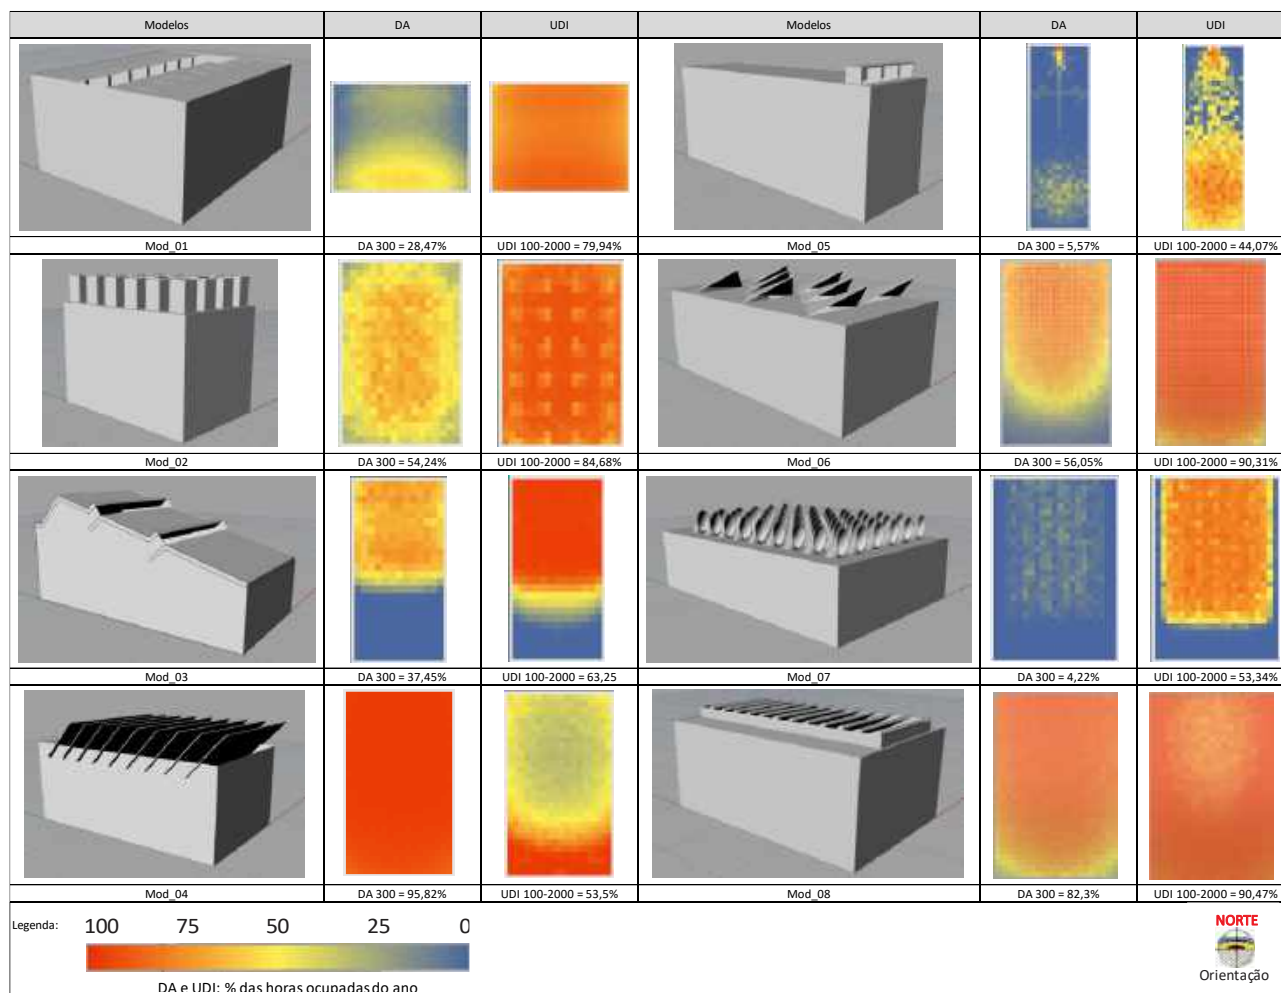 Modelos DA UDI Modelos DA UDI
Mod_01 DA 300 = 28,47% UDI 100-2000 = 79,94% Mod_05 DA 300 = 5,57% UDI 100-2000 = 44,07%
Mod_02 DA 300 = 54,24% UDI 100-2000 = 84,68% Mod_06 DA 300 = 56,05% UDI 100-2000 = 90,31%
Mod_03 DA 300 = 37,45% UDI 100-2000 = 63,25 Mod_07 DA 300 = 4,22% UDI 100-2000 = 53,34%
Mod_04 DA 300 = 95,82% UDI 100-2000 = 53,5% Mod_08 DA 300 = 82,3% UDI 100-2000 = 90,47%
Legenda: 100 75 50 25 0
DA e UDI: % das horas ocupadas do ano
NORTE
Orientação